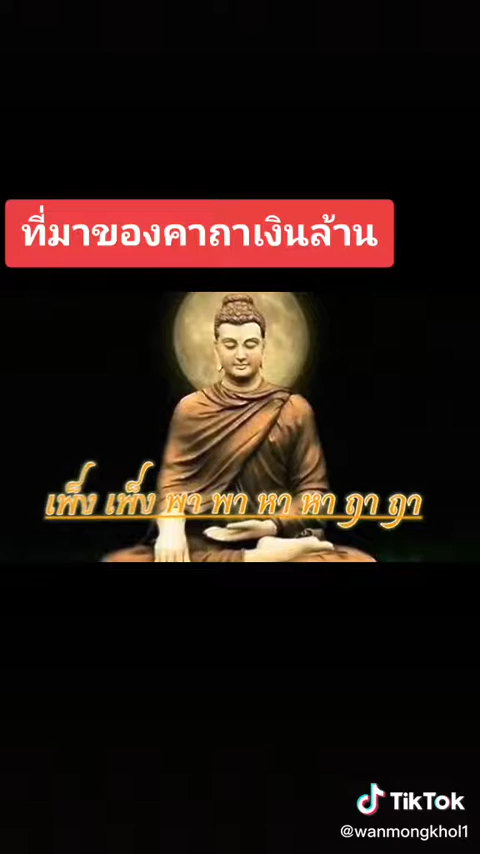 ที่มาของคาถาเงินล้าน
เพ็ง เพ็ง พา พา หา หา ฤา ฤา
TikTok
@wanmongkhol1